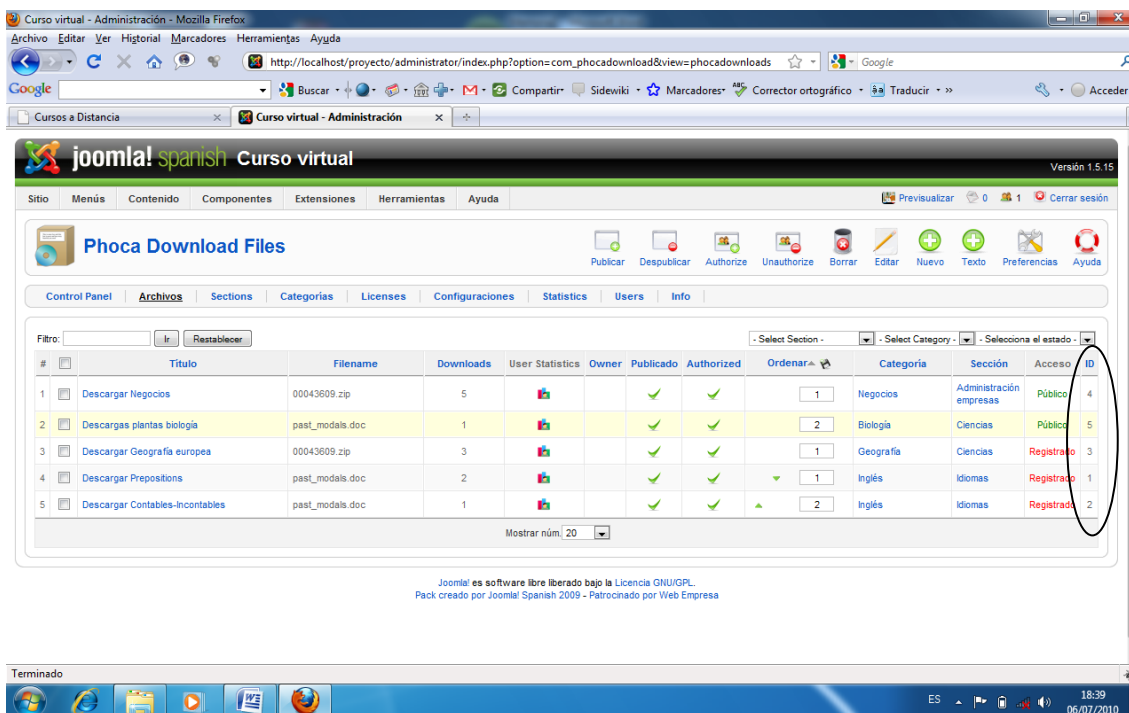 Curso virtual - Administración - Mozilla Firefox
Archivo Editar Ver Historial Marcadores Herramientas Ayuda
http://localhost/proyecto/administrator/index.php?option=com_phocadownload&view=phocadownloads Google
Google Buscar Compartir Sidewiki Marcadores Corrector ortográfico Traducir » Acceder
Cursos a Distancia Curso virtual - Administración
joomla! spanish Curso virtual
Versión 1.5.15
Sitio Menús Contenido Componentes Extensiones Herramientas Ayuda Previsualizar 0 1 Cerrar sesión
Phoca Download Files
Publicar Despublicar Authorize Unauthorize Borrar Editar Nuevo Texto Preferencias Ayuda
Control Panel Archivos Sections Categorías Licenses Configuraciones Statistics Users Info
Filtro: Ir Restablecer - Select Section - - Select Category - - Selecciona el estado -
# Título Filename Downloads User Statistics Owner Publicado Authorized Ordenar Categoría Sección Acceso ID
1 Descargar Negocios 00043609.zip 5 1 Negocios Administración empresas Público 4
2 Descargas plantas biología past_modals.doc 1 2 Biología Ciencias Público 5
3 Descargar Geografía europea 00043609.zip 3 1 Geografía Ciencias Registrado 3
4 Descargar Prepositions past_modals.doc 2 1 Inglés Idiomas Registrado 1
5 Descargar Contables-Incontables past_modals.doc 1 2 Inglés Idiomas Registrado 2
Mostrar núm. 20
Joomla! es software libre liberado bajo la Licencia GNU/GPL.
Pack creado por Joomla! Spanish 2009 - Patrocinado por Web Empresa
Terminado
ES 18:39
06/07/2010